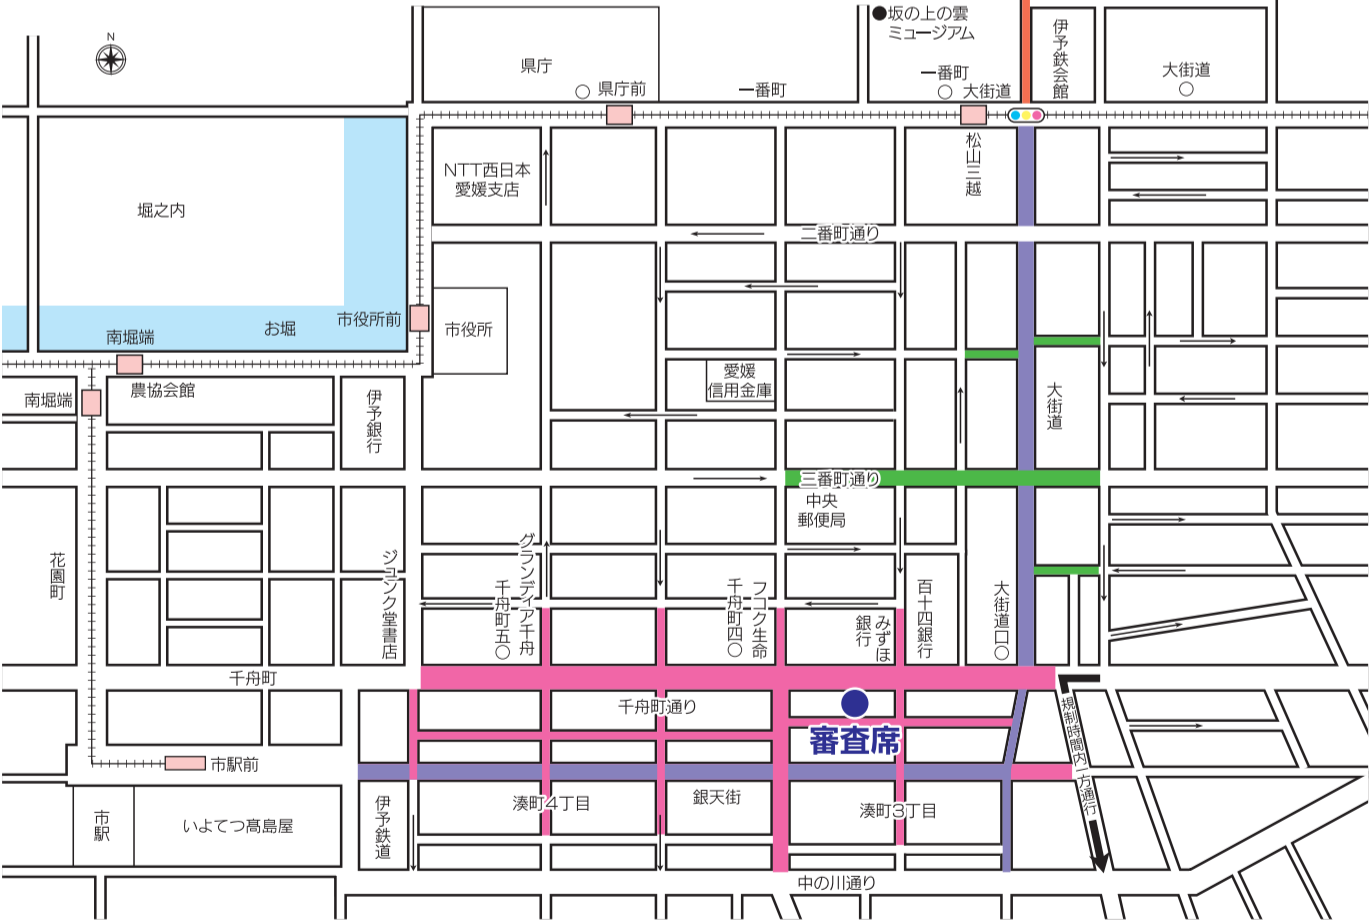 N
●坂の上の雲
ミュージアム
伊予鉄会館
県庁
県庁前
一番町
一番町
大街道
大街道
NTT西日本
愛媛支店
松山三越
堀之内
二番町通り
お堀
市役所前
市役所
南堀端
南堀端
農協会館
伊予銀行
愛媛
信用金庫
大街道
三番町通り
中央
郵便局
花園町
ジュンク堂書店
グランディア千舟
千舟町五〇
フコク生命
千舟町四〇
みずほ
銀行
百十四銀行
大街道口〇
千舟町
千舟町通り
審査席
規制時間内一方通行
市駅前
市駅
いよてつ髙島屋
伊予鉄道
湊町4丁目
銀天街
湊町3丁目
中の川通り